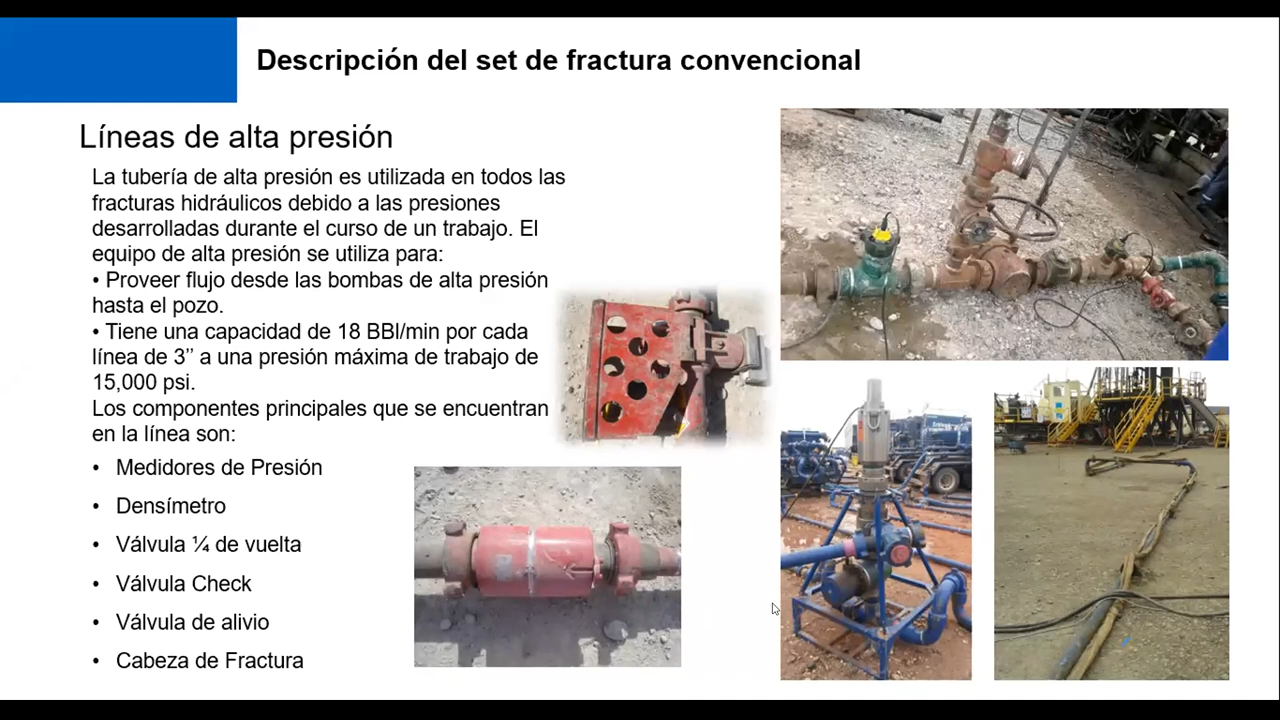 Descripción del set de fractura convencional
Líneas de alta presión
La tubería de alta presión es utilizada en todos las
fracturas hidráulicos debido a las presiones
desarrolladas durante el curso de un trabajo. El
equipo de alta presión se utiliza para:
• Proveer flujo desde las bombas de alta presión
hasta el pozo.
• Tiene una capacidad de 18 BBl/min por cada
línea de 3’’ a una presión máxima de trabajo de
15,000 psi.
Los componentes principales que se encuentran
en la línea son:
• Medidores de Presión
• Densímetro
• Válvula ¼ de vuelta
• Válvula Check
• Válvula de alivio
• Cabeza de Fractura